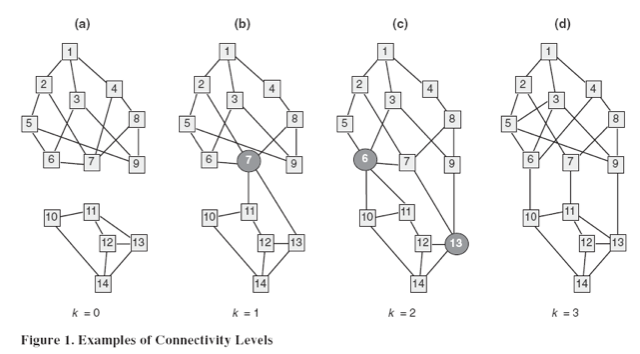 (a) (b) (c) (d)
1 1 1 1
2 4 2 4 2 4 2 4
3 3 3 3
5 8 5 8 5 8 5 8
6 7 9 6 7 9 6 7 9 6 7 9
10 11 10 11 10 11 10 11
12 13 12 13 12 13 12 13
14 14 14 14
k = 0 k = 1 k = 2 k = 3
Figure 1. Examples of Connectivity Levels